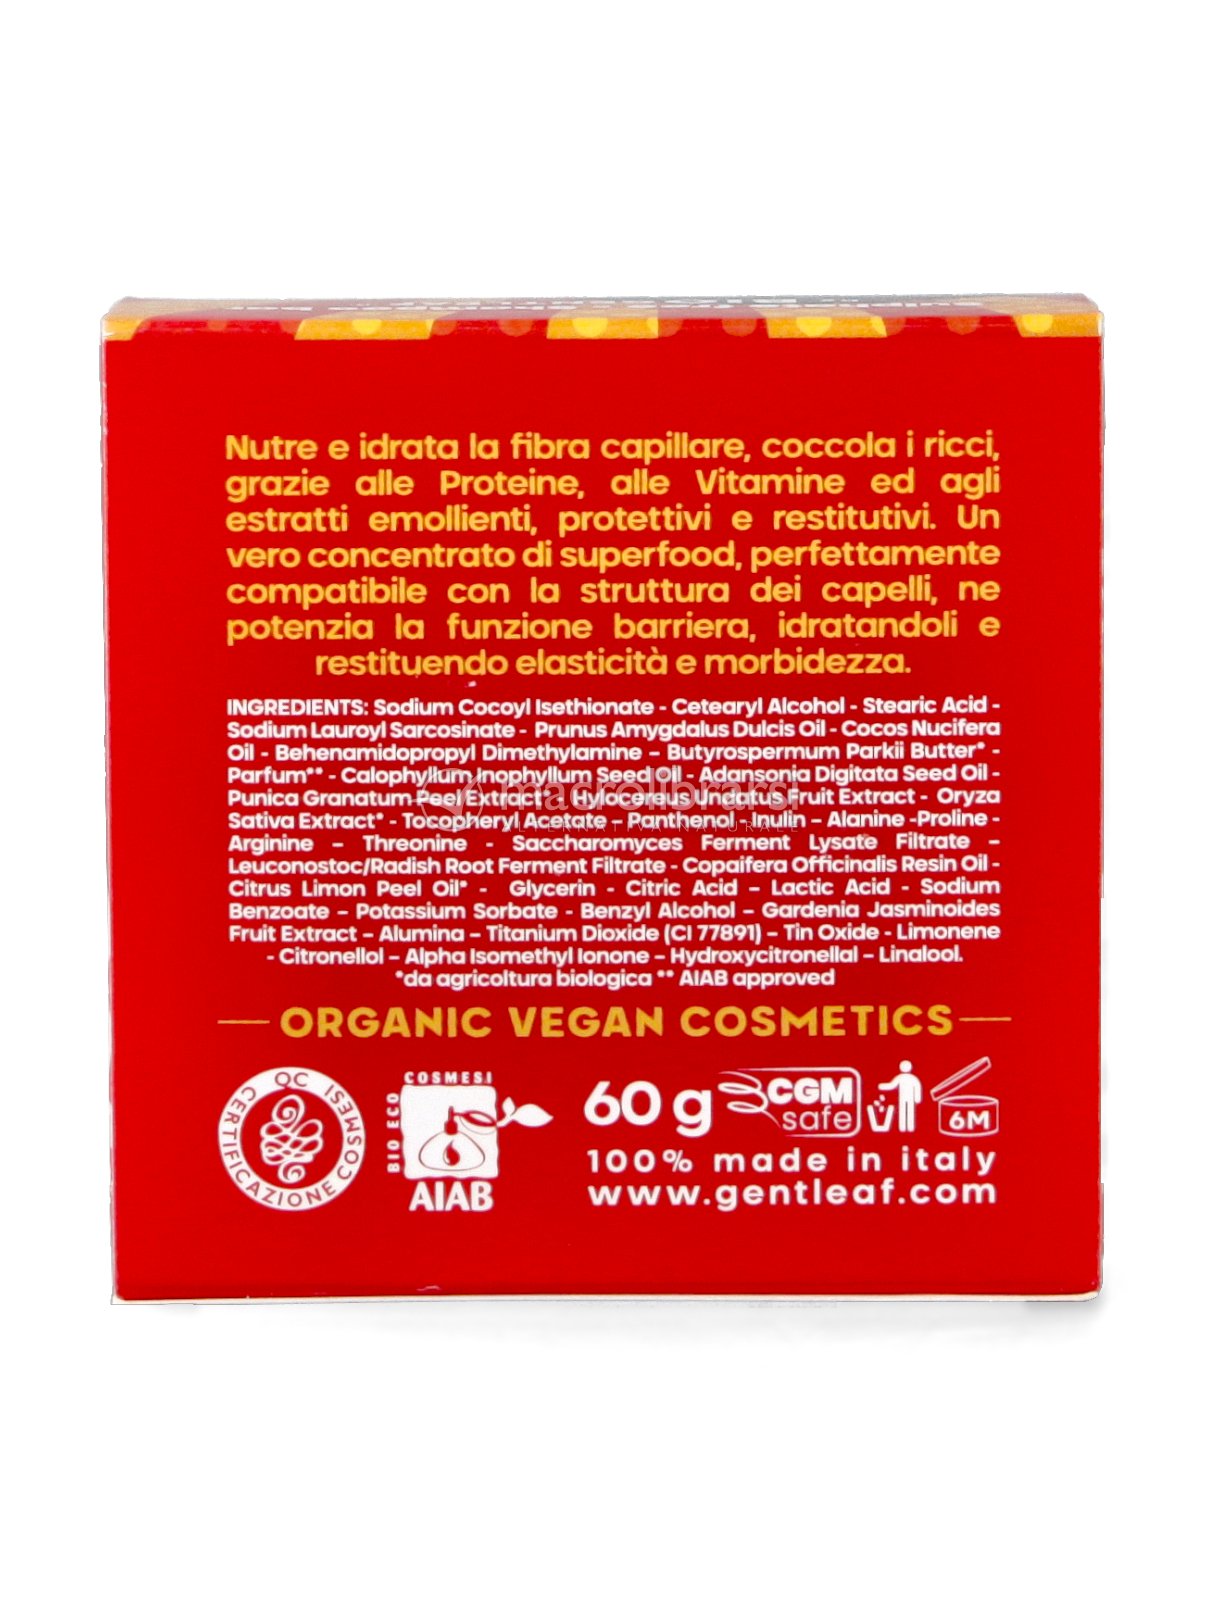 Nutre e idrata la fibra capillare, coccola i ricci,
grazie alle Proteine, alle Vitamine ed agli
estratti emollienti, protettivi e restitutivi. Un
vero concentrato di superfood, perfettamente
compatibile con la struttura dei capelli, ne
potenzia la funzione barriera, idratandoli e
restituendo elasticità e morbidezza.
INGREDIENTS: Sodium Cocoyl Isethionate - Cetearyl Alcohol - Stearic Acid -
Sodium Lauroyl Sarcosinate - Prunus Amygdalus Dulcis Oil - Cocos Nucifera
Oil - Behenamidopropyl Dimethylamine – Butyrospermum Parkii Butter* -
Parfum** - Calophyllum Inophyllum Seed Oil - Adansonia Digitata Seed Oil -
Punica Granatum Peel Extract* - Hylocereus Undatus Fruit Extract - Oryza
Sativa Extract* - Tocopheryl Acetate – Panthenol - Inulin - Alanine -Proline -
Arginine – Threonine - Saccharomyces Ferment Lysate Filtrate –
Leuconostoc/Radish Root Ferment Filtrate - Copaifera Officinalis Resin Oil -
Citrus Limon Peel Oil* - Glycerin - Citric Acid – Lactic Acid - Sodium
Benzoate – Potassium Sorbate - Benzyl Alcohol – Gardenia Jasminoides
Fruit Extract – Alumina – Titanium Dioxide (CI 77891) – Tin Oxide - Limonene
- Citronellol – Alpha Isomethyl Ionone – Hydroxycitronellal – Linalool.
*da agricoltura biologica ** AIAB approved
macrolibrarsi
ALTERNATIVA NATURALE
ORGANIC VEGAN COSMETICS
QC CERTIFICAZIONE COSMESI
COSMESI
BIO ECO
AIAB
60 g
CGM
safe
6M
100% made in italy
www.gentleaf.com